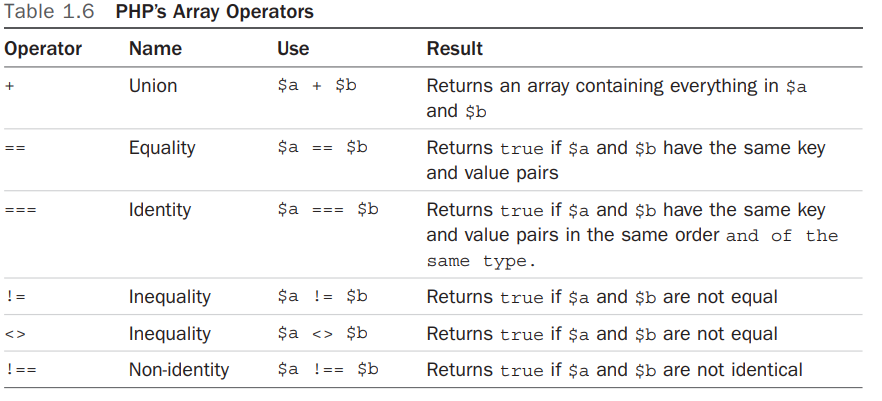 Table 1.6 PHP's Array Operators
Operator Name Use Result
+ Union $a + $b Returns an array containing everything in $a
and $b
== Equality $a == $b Returns true if $a and $b have the same key
and value pairs
=== Identity $a === $b Returns true if $a and $b have the same key
and value pairs in the same order and of the
same type.
!= Inequality $a != $b Returns true if $a and $b are not equal
<> Inequality $a <> $b Returns true if $a and $b are not equal
!== Non-identity $a !== $b Returns true if $a and $b are not identical